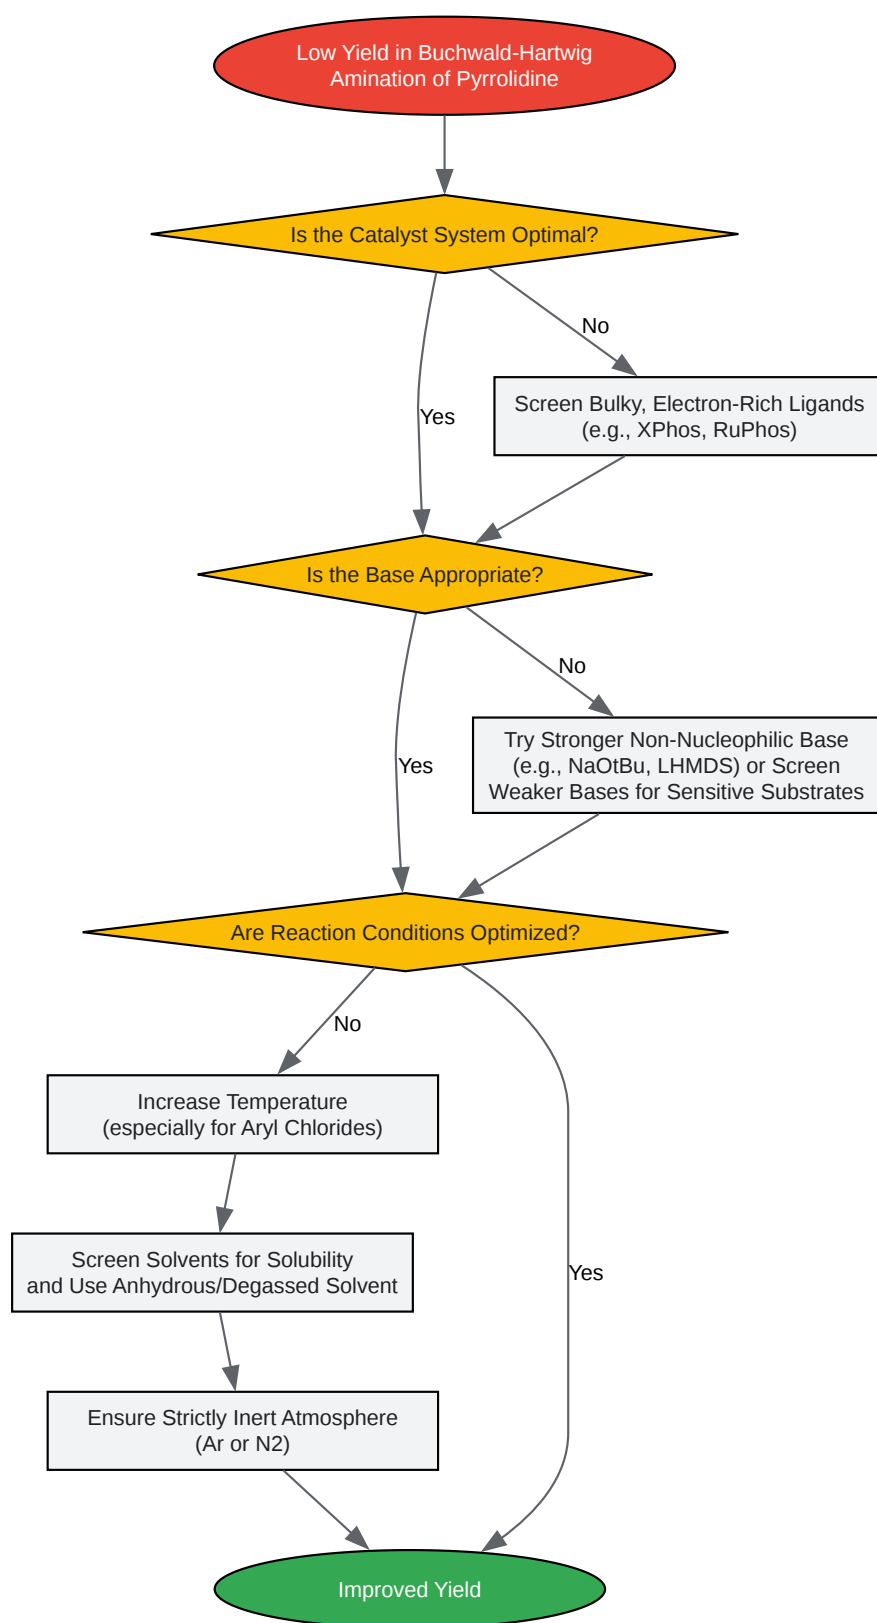 Low Yield in Buchwald-Hartwig
Amination of Pyrrolidine
Is the Catalyst System Optimal?
No
Yes
Screen Bulky, Electron-Rich Ligands
(e.g., XPhos, RuPhos)
Is the Base Appropriate?
No
Yes
Try Stronger Non-Nucleophilic Base
(e.g., NaOtBu, LHMDS) or Screen
Weaker Bases for Sensitive Substrates
Are Reaction Conditions Optimized?
No
Increase Temperature
(especially for Aryl Chlorides)
Screen Solvents for Solubility
and Use Anhydrous/Degassed Solvent
Yes
Ensure Strictly Inert Atmosphere
(Ar or N2)
Improved Yield